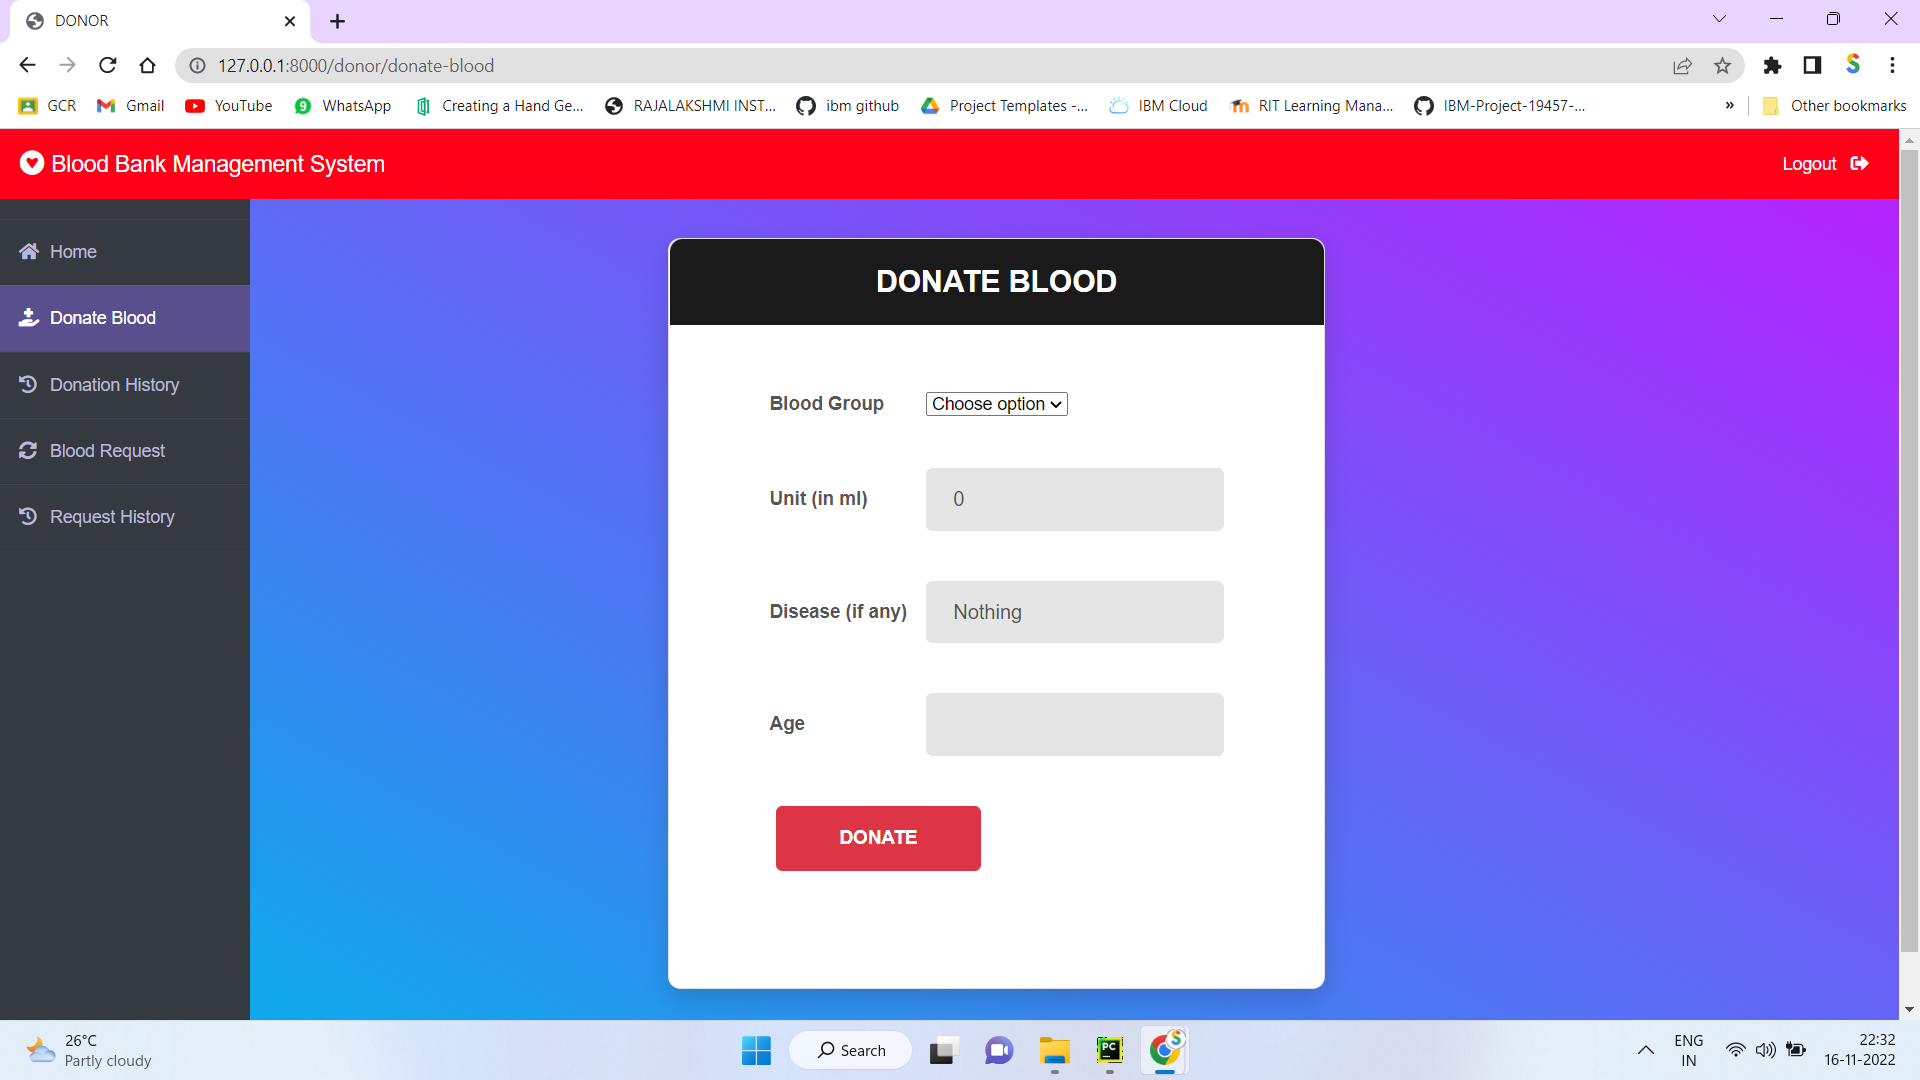 DONOR
127.0.0.1:8000/donor/donate-blood
GCR Gmail YouTube WhatsApp Creating a Hand Ge... RAJALAKSHMI INST... ibm github Project Templates -... IBM Cloud RIT Learning Mana... IBM-Project-19457-... » Other bookmarks
Blood Bank Management System
Logout
Home
Donate Blood
Donation History
Blood Request
Request History
DONATE BLOOD
Blood Group Choose option
Unit (in ml) 0
Disease (if any) Nothing
Age
DONATE
26°C
Partly cloudy
Search
PC
ENG
IN
22:32
16-11-2022